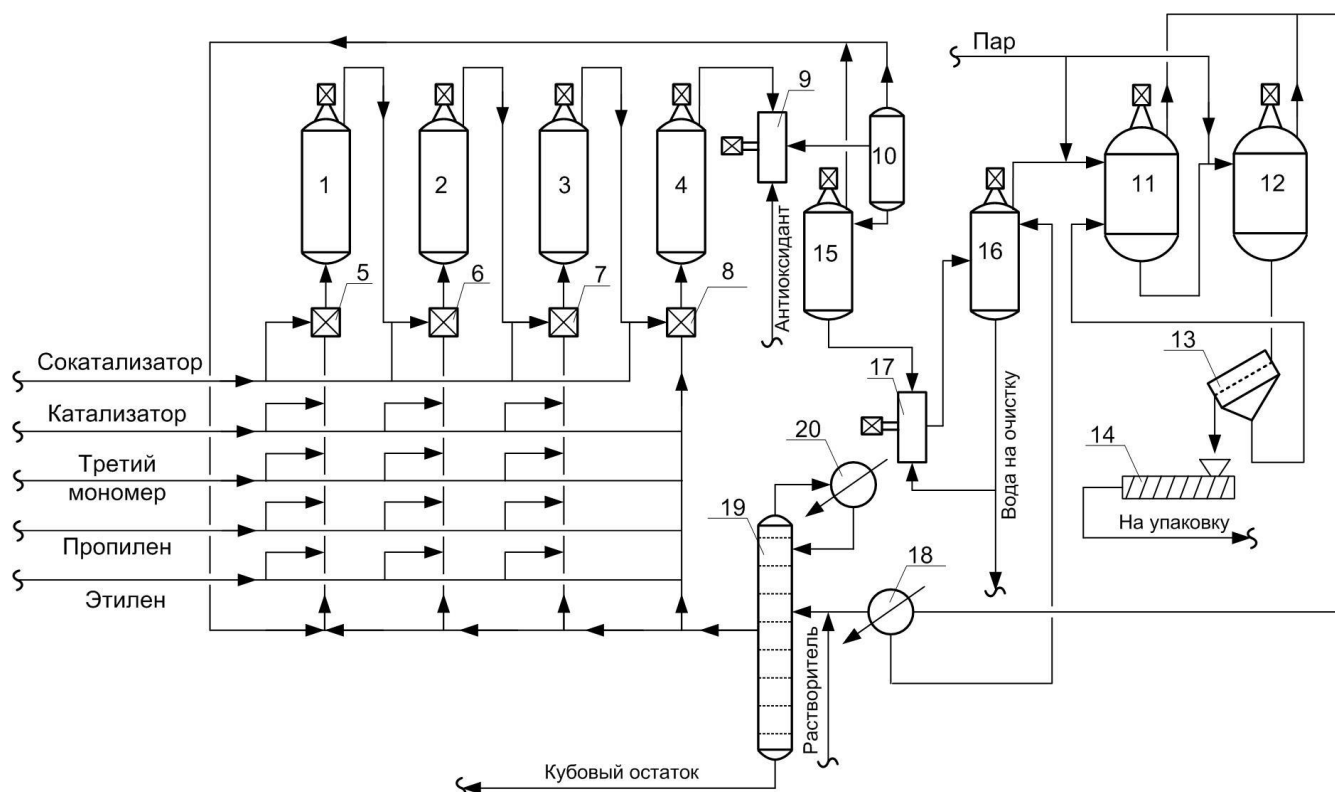 Пар
9
10
1
2
3
4
11
12
15
16
Антиоксидант
5
6
7
8
13
Сокатализатор
17
Вода на очистку
Катализатор
20
14
Третий
мономер
На упаковку
19
Пропилен
18
Этилен
Растворитель
Кубовый остаток